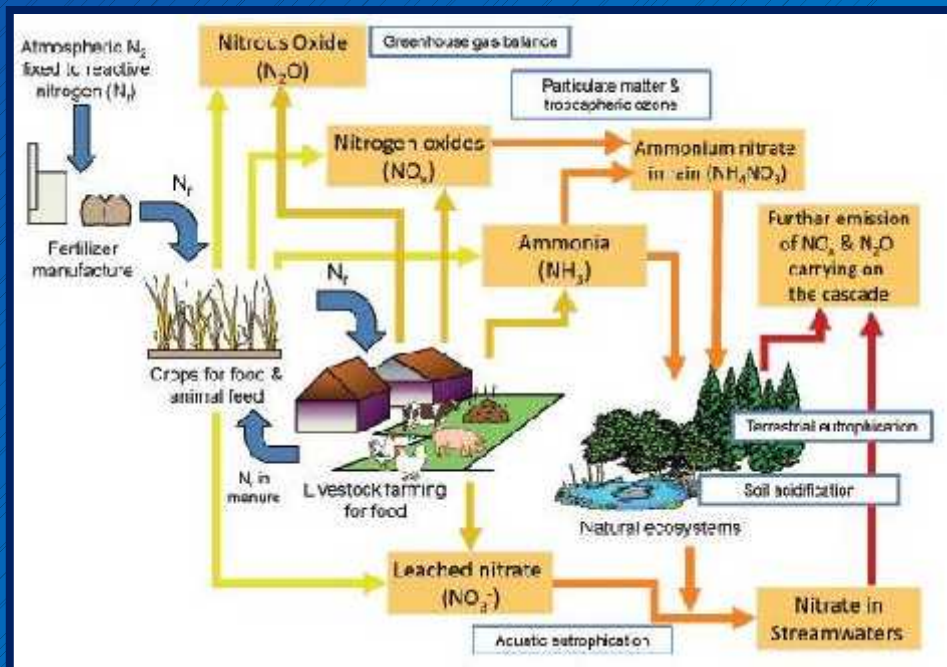 Atmospheric N2
fixed to reactive
nitrogen (Nr)
Nitrous Oxide
(N2O)
Greenhouse gas balance
Particulate matter &
tropospheric ozone
Nitrogen oxides
(NOx)
Ammonium nitrate
in rain (NH4NO3)
Nr
Fertilizer
manufacture
Ammonia
(NH3)
Further emission
of NOx & N2O
carrying on
the cascade
Nr
Crops for food &
animal feed
Terrestrial eutrophication
Nr in
manure
Livestock farming
for food
Soil acidification
Natural ecosystems
Leached nitrate
(NO3-)
Nitrate in
Streamwaters
Aquatic eutrophication